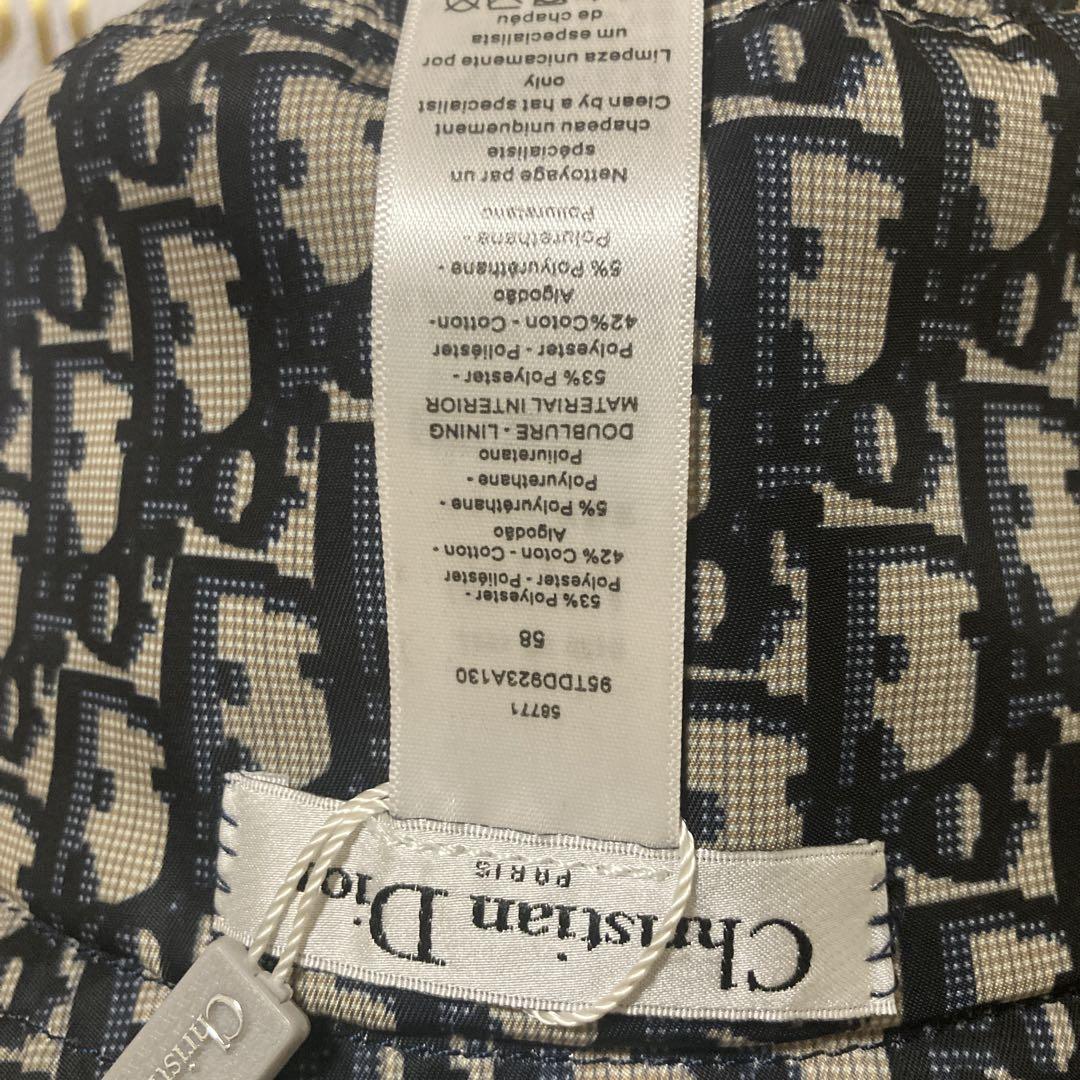 58771
95TDD923A130
58
53% Polyester -
Polyester - Poliéster
42% Coton - Cotton -
Algodão
5% Polyuréthane -
Polyurethane -
Poliuretano
DOUBLURE - LINING
MATERIAL INTERIOR
53% Polyester -
Polyester - Poliéster
42%Coton - Cotton-
Algodão
5% Polyuréthane -
Polurethane -
Poliuretano
Nettoyage par un
spécialiste
chapeau uniquement
Clean by a hat specialist
only
Limpeza unicamente por
um especialista
de chapéu
Christian Dior
PARIS